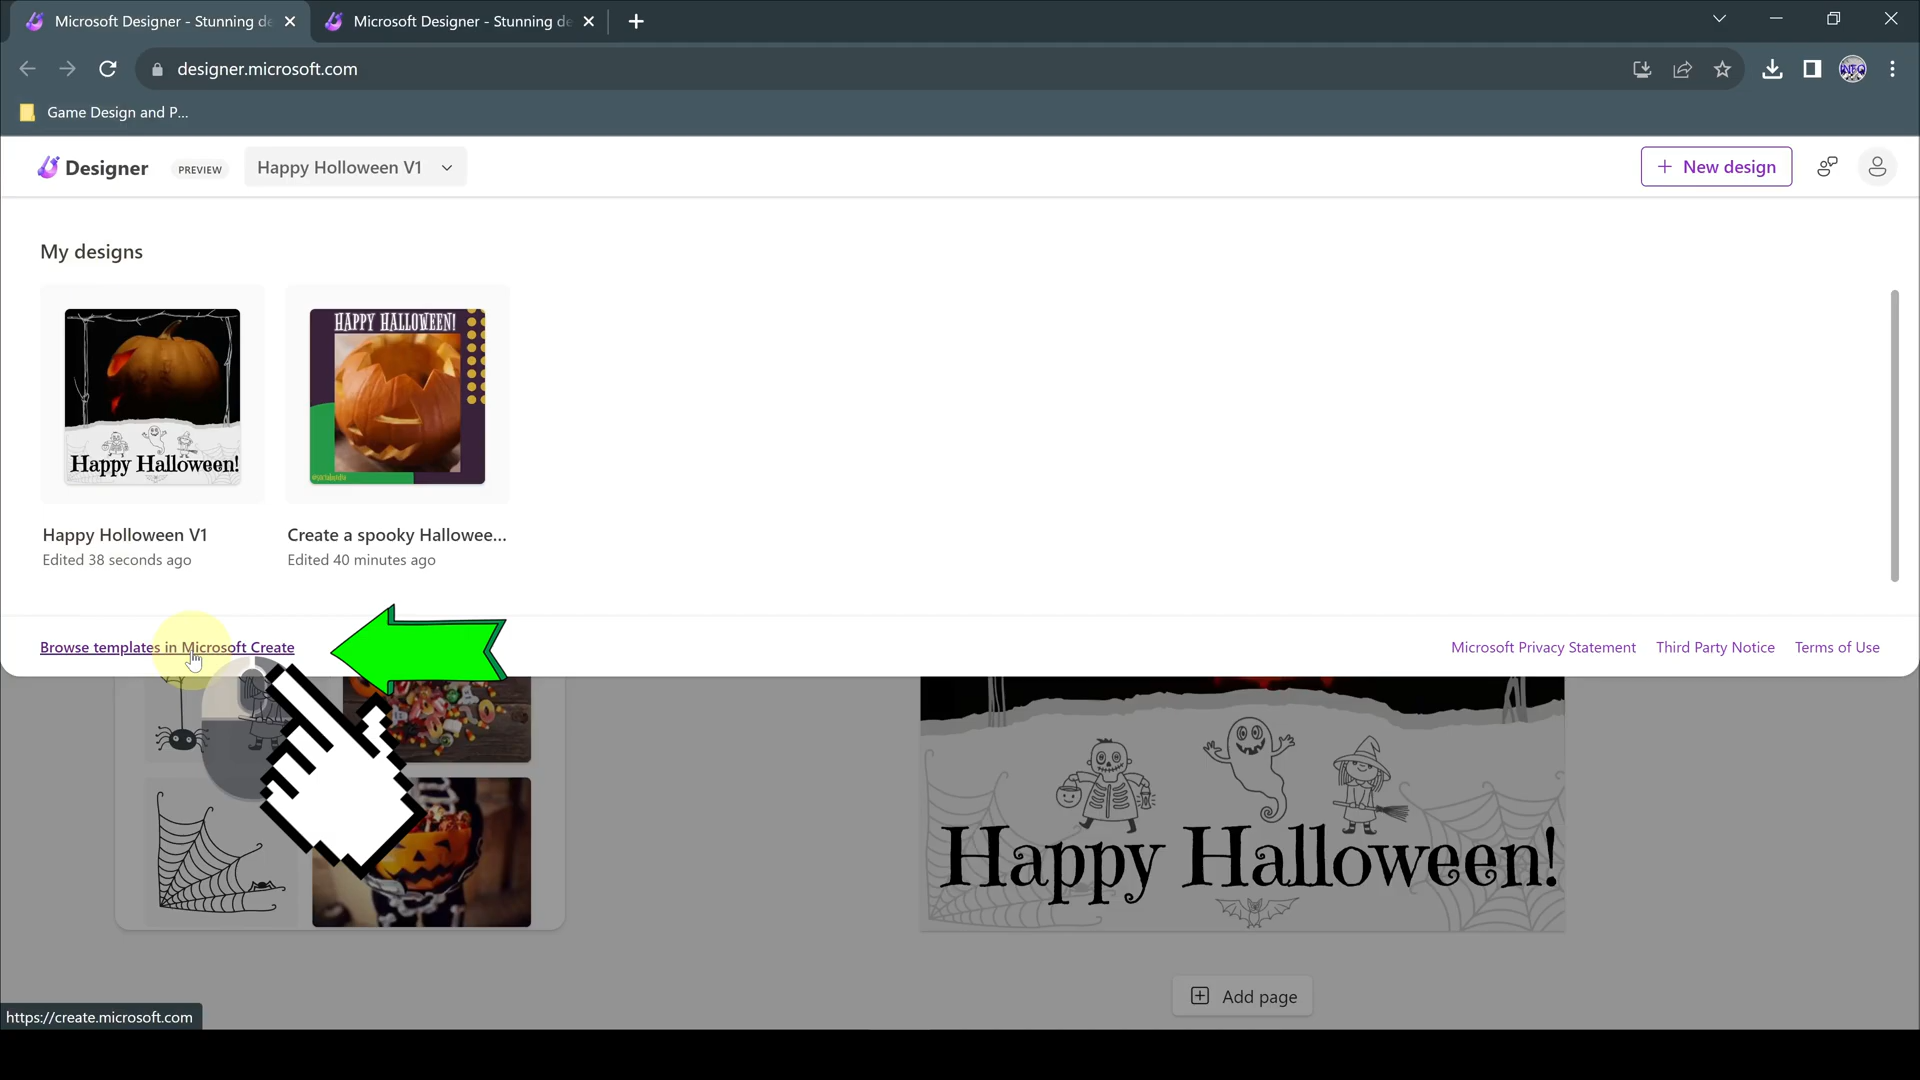 Microsoft Designer - Stunning de
Microsoft Designer - Stunning de
designer.microsoft.com
Game Design and P...
Designer
PREVIEW
Happy Holloween V1
New design
My designs
Happy Halloween!
HAPPY HALLOWEEN!
Happy Holloween V1
Create a spooky Hallowee...
Edited 38 seconds ago
Edited 40 minutes ago
Browse templates in Microsoft Create
Microsoft Privacy Statement
Third Party Notice
Terms of Use
Happy Halloween!
Add page
https://create.microsoft.com